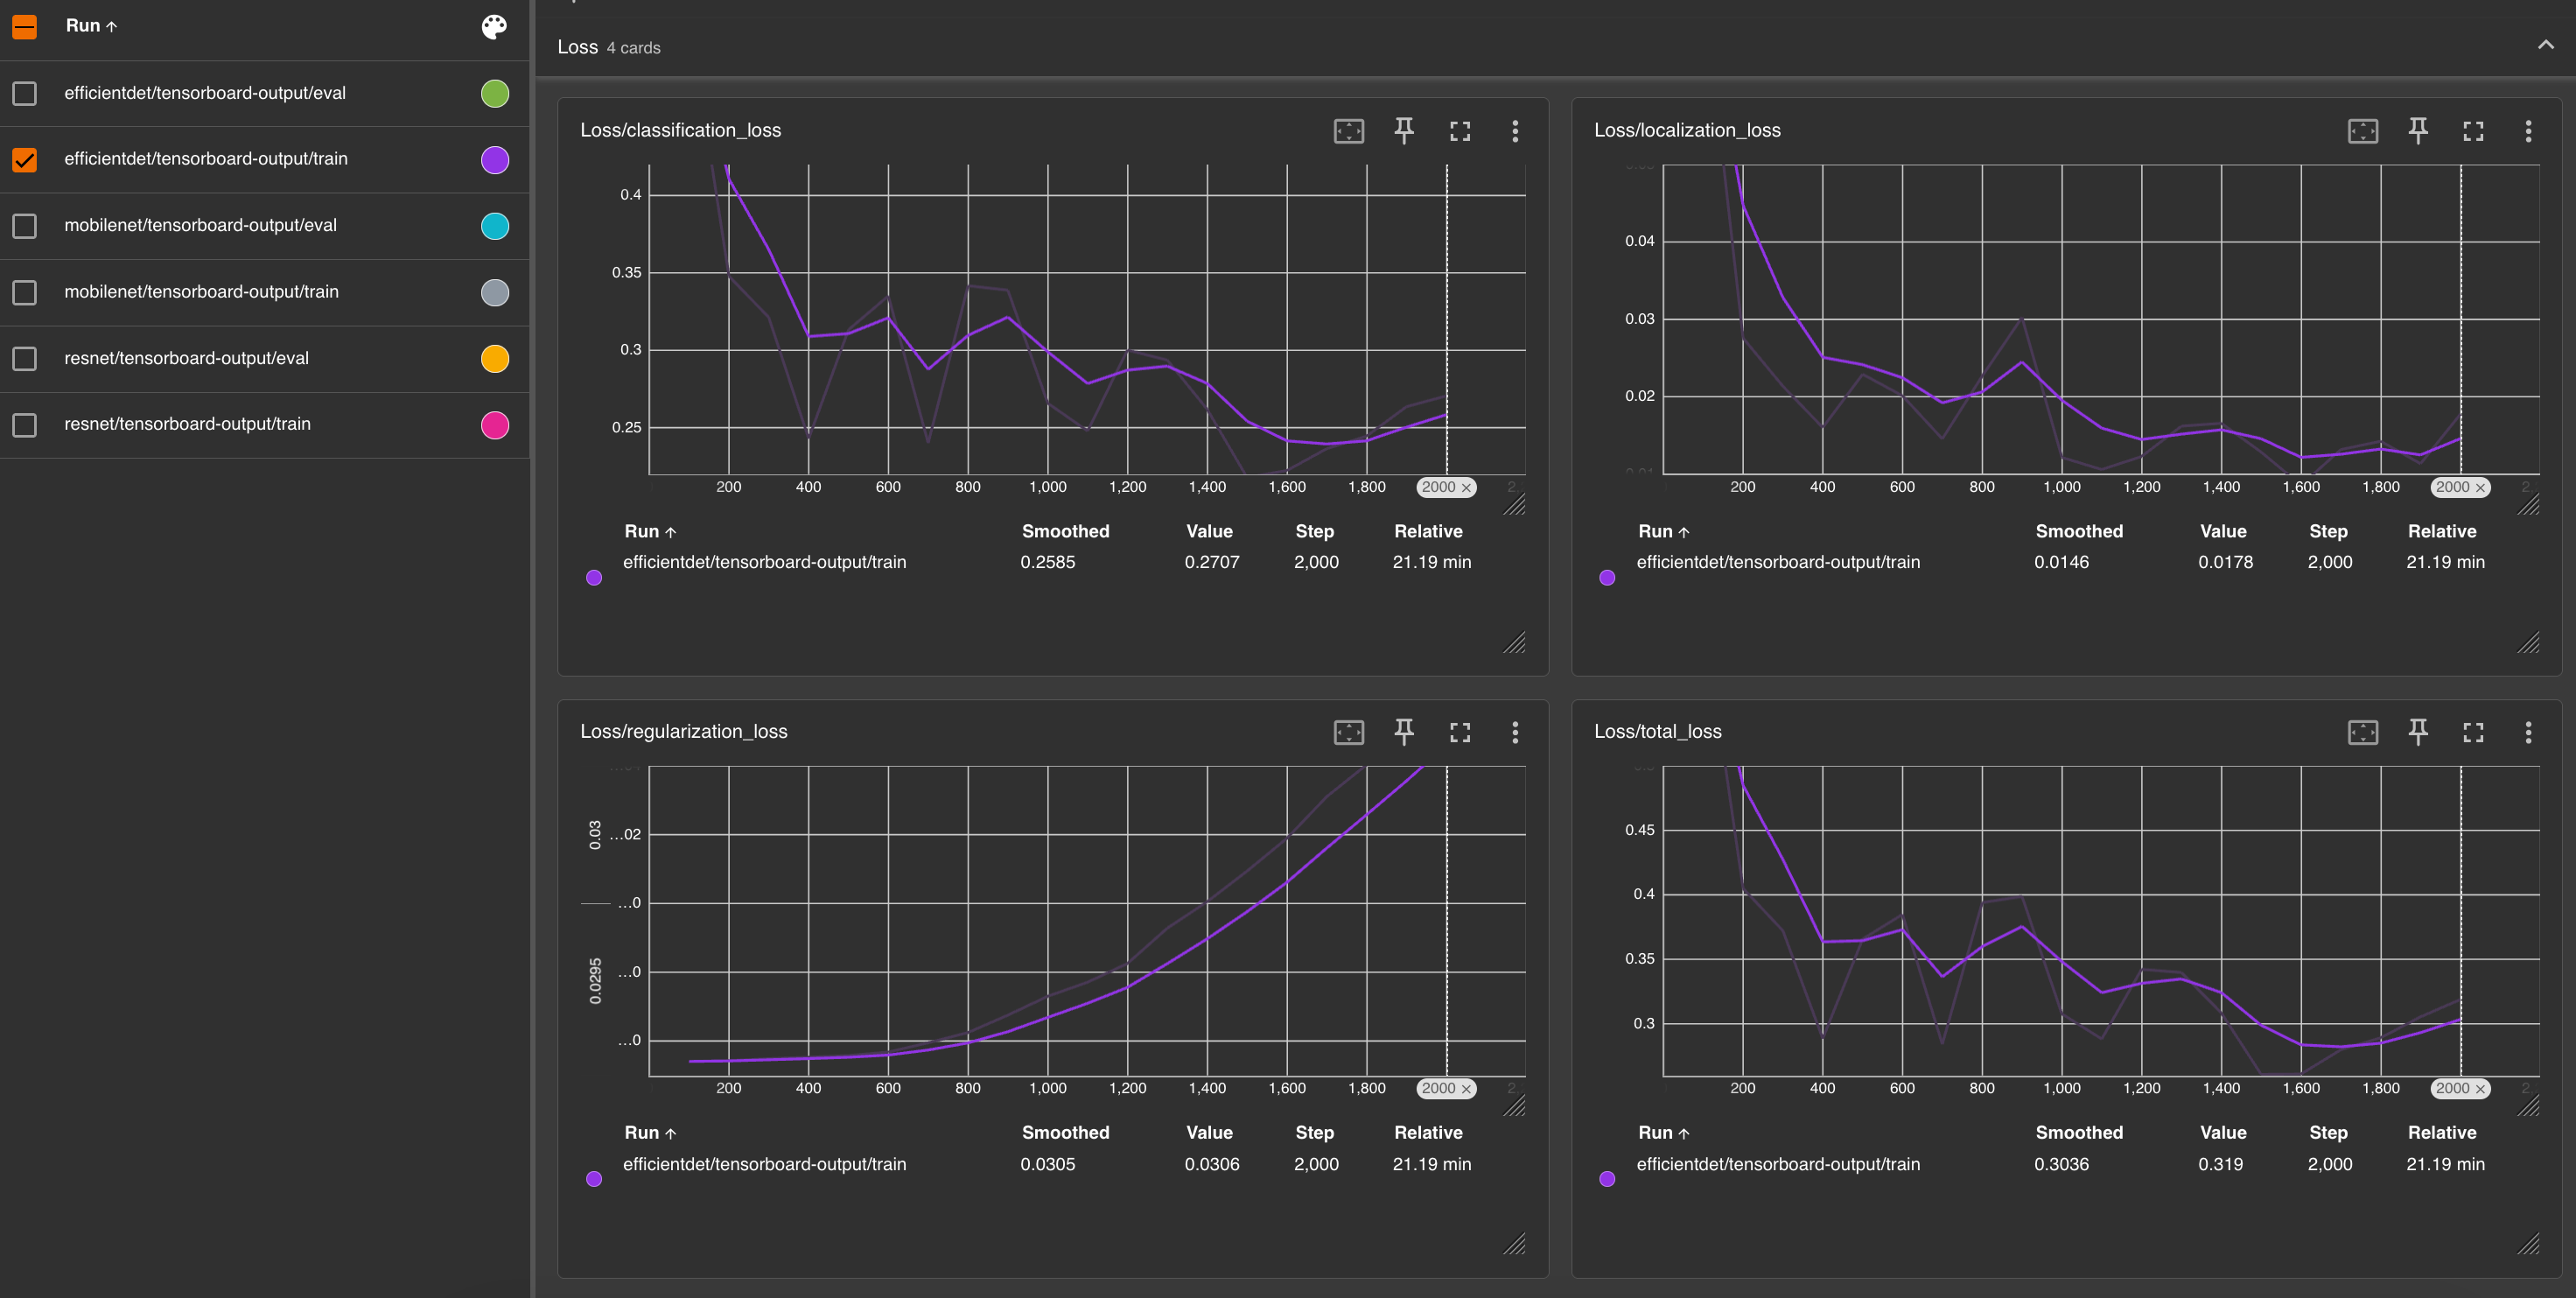 Run ↑
efficientdet/tensorboard-output/eval
efficientdet/tensorboard-output/train
mobilenet/tensorboard-output/eval
mobilenet/tensorboard-output/train
resnet/tensorboard-output/eval
resnet/tensorboard-output/train
Loss 4 cards
Loss/classification_loss
0.4
0.35
0.3
0.25
200 400 600 800 1,000 1,200 1,400 1,600 1,800 2000 ×
Run ↑ Smoothed Value Step Relative
efficientdet/tensorboard-output/train 0.2585 0.2707 2,000 21.19 min
Loss/localization_loss
0.04
0.03
0.02
0.01
200 400 600 800 1,000 1,200 1,400 1,600 1,800 2000 ×
Run ↑ Smoothed Value Step Relative
efficientdet/tensorboard-output/train 0.0146 0.0178 2,000 21.19 min
Loss/regularization_loss
0.03
0.0295
...02
...0
...0
...0
200 400 600 800 1,000 1,200 1,400 1,600 1,800 2000 ×
Run ↑ Smoothed Value Step Relative
efficientdet/tensorboard-output/train 0.0305 0.0306 2,000 21.19 min
Loss/total_loss
0.45
0.4
0.35
0.3
200 400 600 800 1,000 1,200 1,400 1,600 1,800 2000 ×
Run ↑ Smoothed Value Step Relative
efficientdet/tensorboard-output/train 0.3036 0.319 2,000 21.19 min